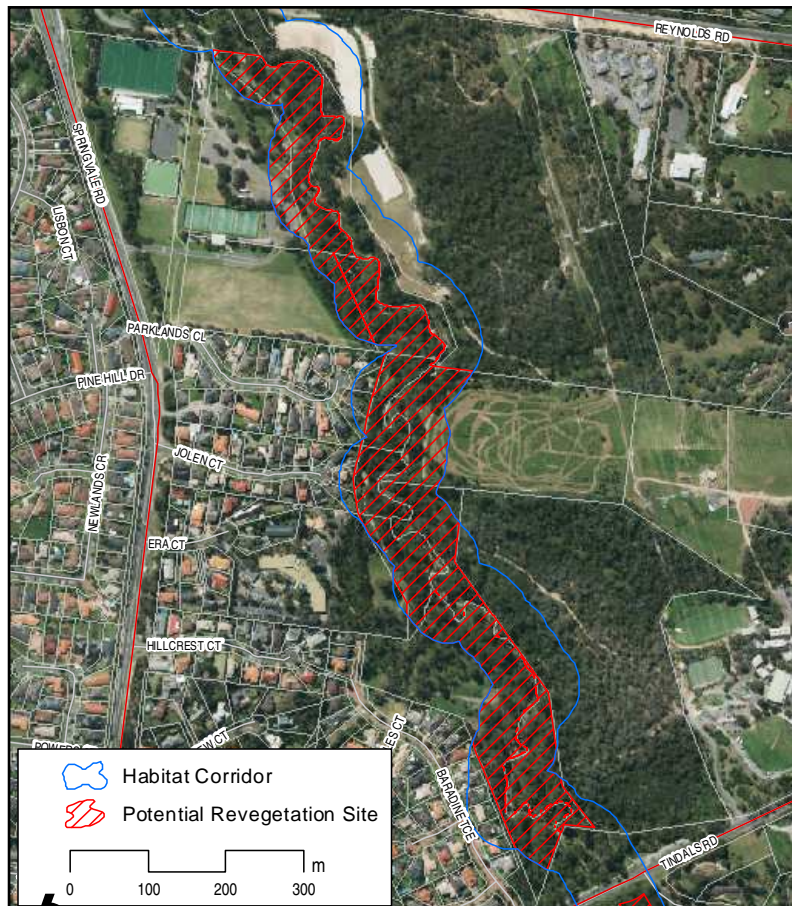 REYNOLDS RD
SPRINGVALE RD
LISBON CT
PARKLANDS CL
PINE HILL DR
JOLEN CT
NEWLANDS CR
ERA CT
HILLCREST CT
BARADINE TCE
TINDALS RD
Habitat Corridor
Potential Revegetation Site
m
0 100 200 300